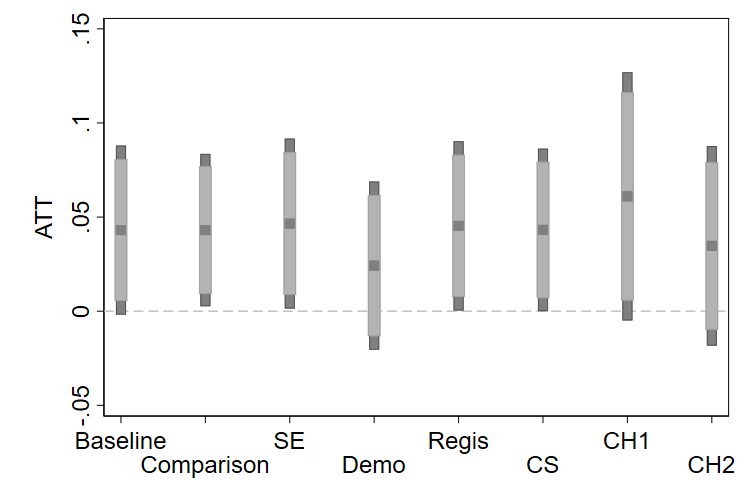 .15
.1
.05
0
-.05
ATT
Baseline
SE
Regis
CH1
Comparison
Demo
CS
CH2